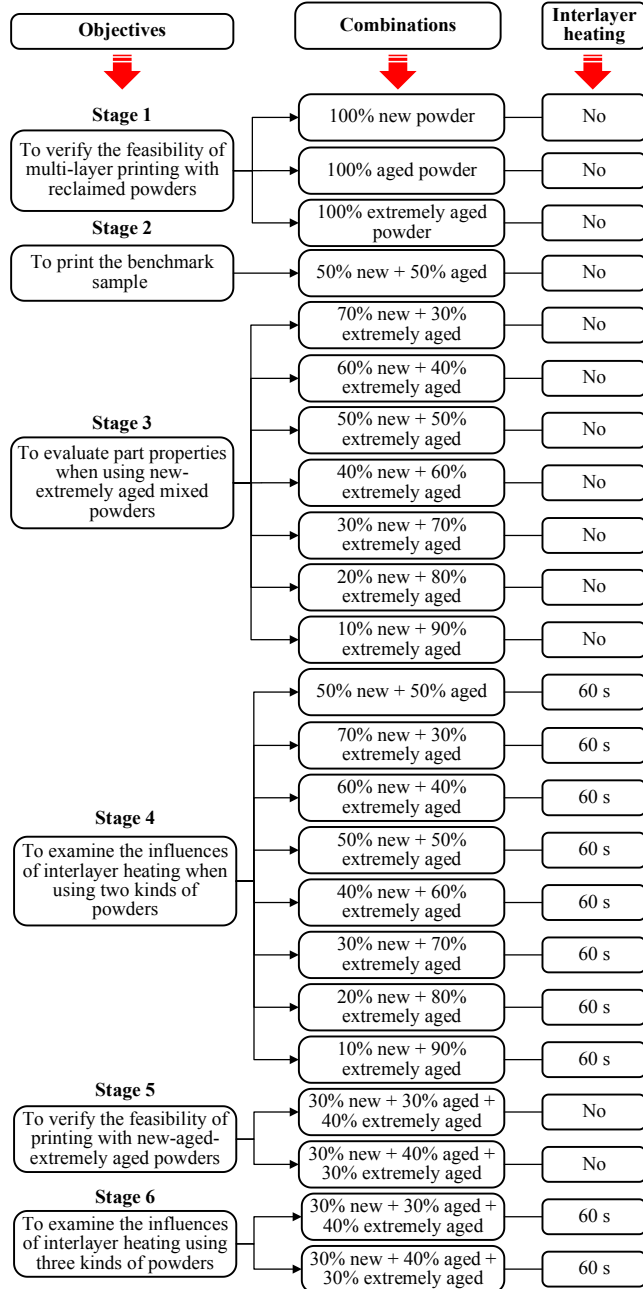 Objectives
Combinations
Interlayer
heating
Stage 1
To verify the feasibility of
multi-layer printing with
reclaimed powders
100% new powder
No
100% aged powder
No
100% extremely aged
powder
No
Stage 2
To print the benchmark
sample
50% new + 50% aged
No
Stage 3
To evaluate part properties
when using new-
extremely aged mixed
powders
70% new + 30%
extremely aged
No
60% new + 40%
extremely aged
No
50% new + 50%
extremely aged
No
40% new + 60%
extremely aged
No
30% new + 70%
extremely aged
No
20% new + 80%
extremely aged
No
10% new + 90%
extremely aged
No
Stage 4
To examine the influences
of interlayer heating when
using two kinds of
powders
50% new + 50% aged
60 s
70% new + 30%
extremely aged
60 s
60% new + 40%
extremely aged
60 s
50% new + 50%
extremely aged
60 s
40% new + 60%
extremely aged
60 s
30% new + 70%
extremely aged
60 s
20% new + 80%
extremely aged
60 s
10% new + 90%
extremely aged
60 s
Stage 5
To verify the feasibility of
printing with new-aged-
extremely aged powders
30% new + 30% aged +
40% extremely aged
No
30% new + 40% aged +
30% extremely aged
No
Stage 6
To examine the influences
of interlayer heating using
three kinds of powders
30% new + 30% aged +
40% extremely aged
60 s
30% new + 40% aged +
30% extremely aged
60 s